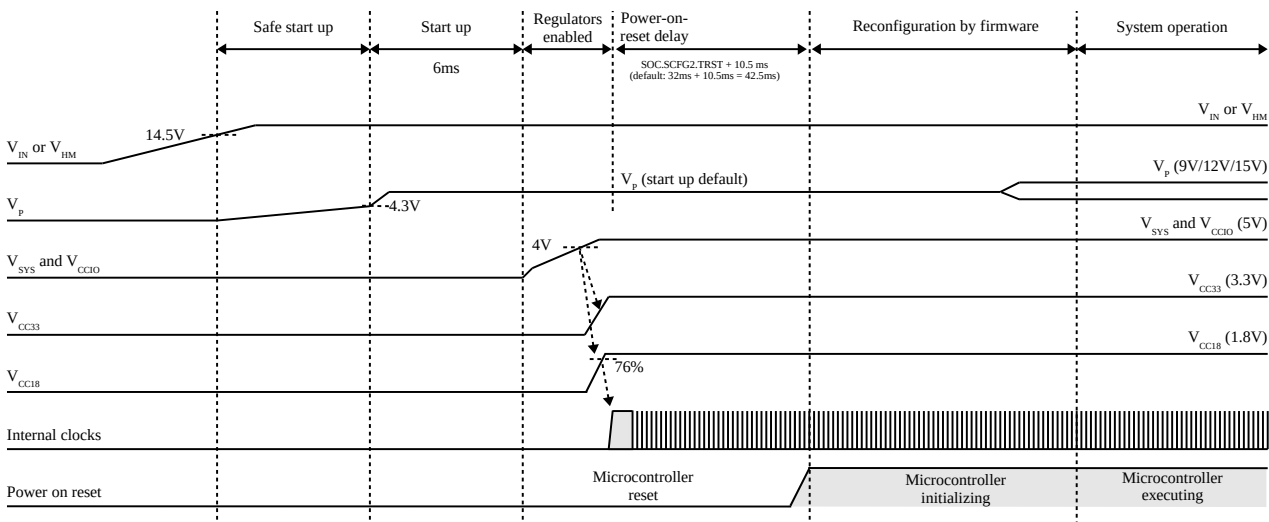 Safe start up
Start up
Regulators
enabled
Power-on-
reset delay
Reconfiguration by firmware
System operation
6ms
SOC.SCFG2.TRST + 10.5 ms
(default: 32ms + 10.5ms = 42.5ms)
14.5V
VIN or VHM
VIN or VHM
VP (9V/12V/15V)
VP (start up default)
VP
4.3V
VSYS and VCCIO (5V)
4V
VSYS and VCCIO
VCC33 (3.3V)
VCC33
VCC18 (1.8V)
76%
VCC18
Internal clocks
Microcontroller
reset
Microcontroller
initializing
Microcontroller
executing
Power on reset